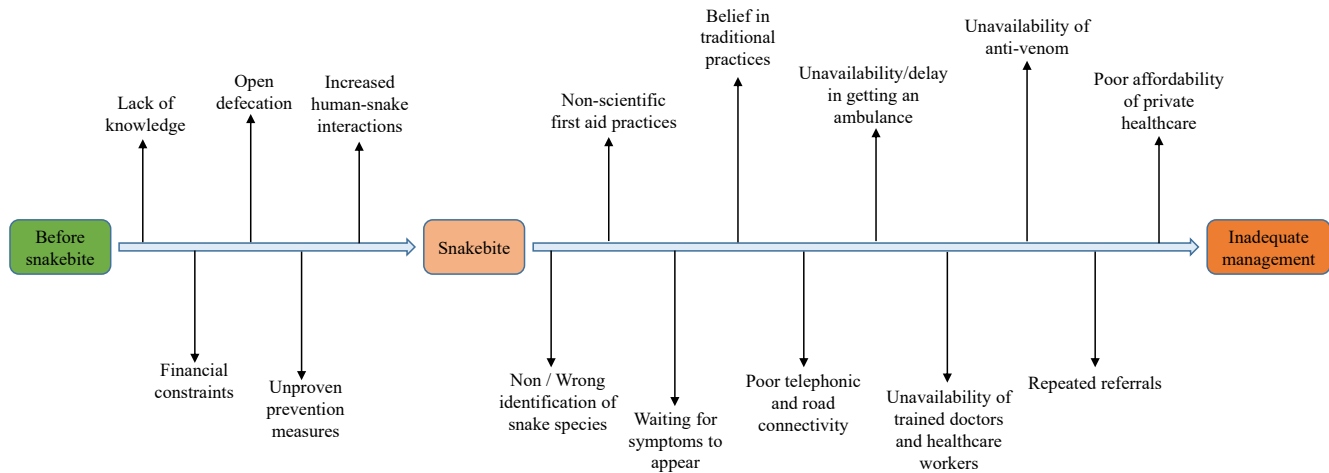 Belief in
traditional
practices
Unavailability of
anti-venom
Open
defecation
Increased
human-snake
interactions
Lack of
knowledge
Non-scientific
first aid practices
Unavailability/delay
in getting an
ambulance
Poor affordability
of private
healthcare
Before
snakebite
Snakebite
Inadequate
management
Financial
constraints
Unproven
prevention
measures
Non / Wrong
identification of
snake species
Waiting for
symptoms to
appear
Poor telephonic
and road
connectivity
Unavailability of
trained doctors
and healthcare
workers
Repeated referrals